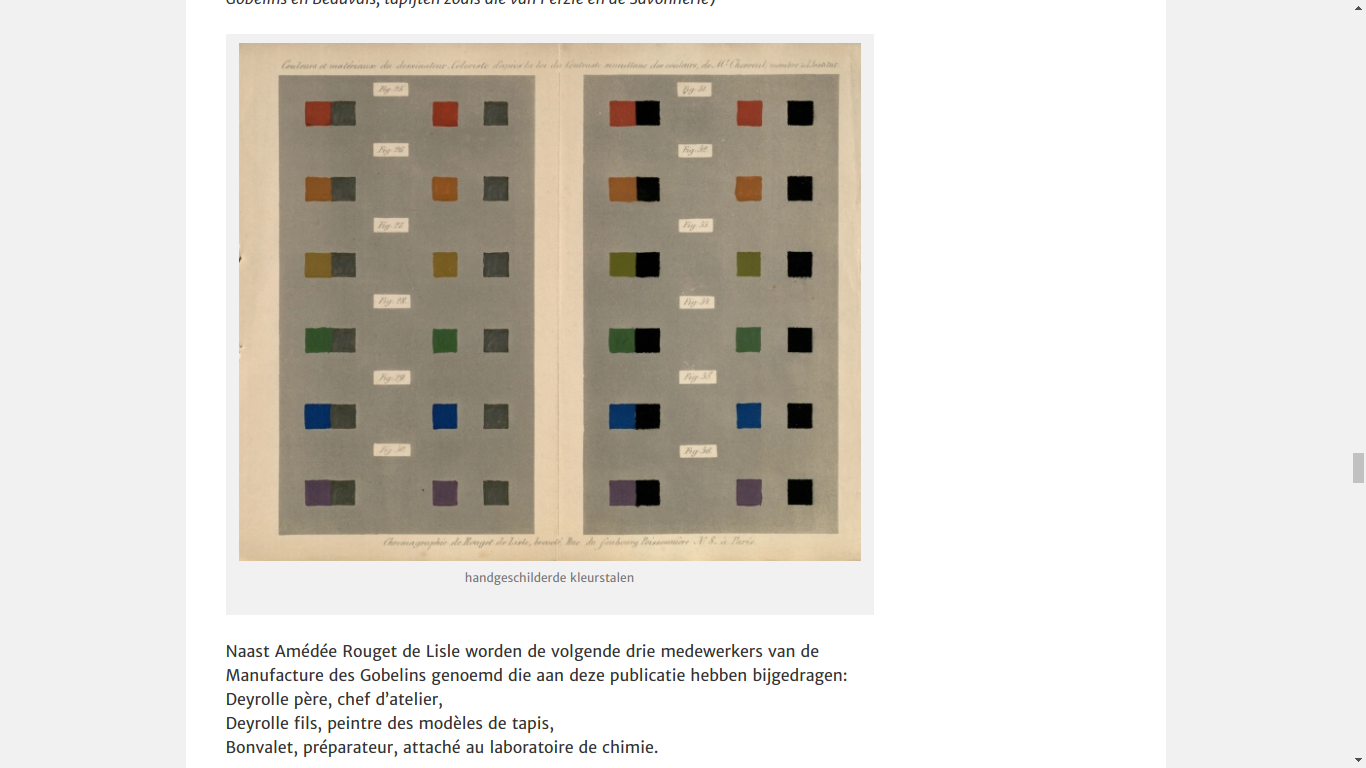 Gobelins en Beauvais, tapijten zoals die van Perzië en de Savonnerie)
Couleurs et matériaux du dessinateur Coloriste d'après la loi du Contraste simultané des couleurs, de Mr. Chevreul, membre de l'Institut
Fig. 25
Fig. 31
Fig. 26
Fig. 32
Fig. 27
Fig. 33
Fig. 28
Fig. 34
Fig. 29
Fig. 35
Fig. 30
Fig. 36
Chromagraphie de Rouget de Lisle, breveté, Rue du faubourg Poissonnière N. 8. à Paris
handgeschilderde kleurstalen
Naast Amédée Rouget de Lisle worden de volgende drie medewerkers van de
Manufacture des Gobelins genoemd die aan deze publicatie hebben bijgedragen:
Deyrolle père, chef d’atelier,
Deyrolle fils, peintre des modèles de tapis,
Bonvalet, préparateur, attaché au laboratoire de chimie.